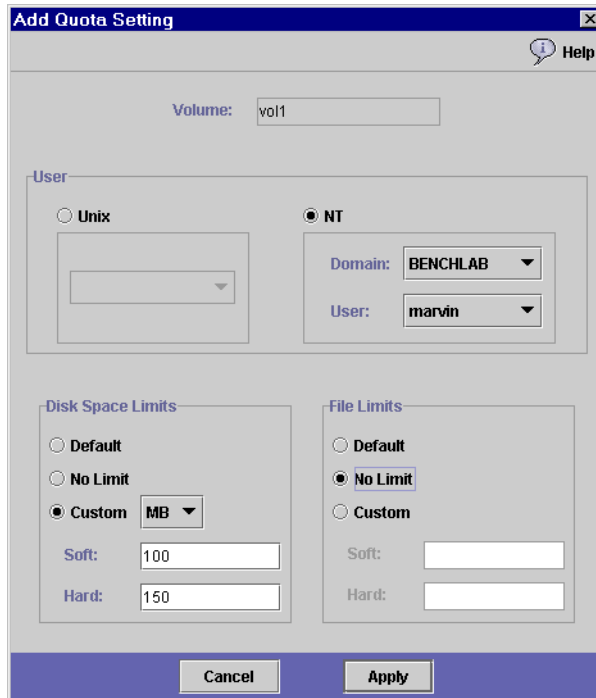 Add Quota Setting
Help
Volume: vol1
User
Unix
NT
Domain: BENCHLAB
User: marvin
Disk Space Limits
Default
No Limit
Custom MB
Soft: 100
Hard: 150
File Limits
Default
No Limit
Custom
Soft:
Hard:
Cancel
Apply